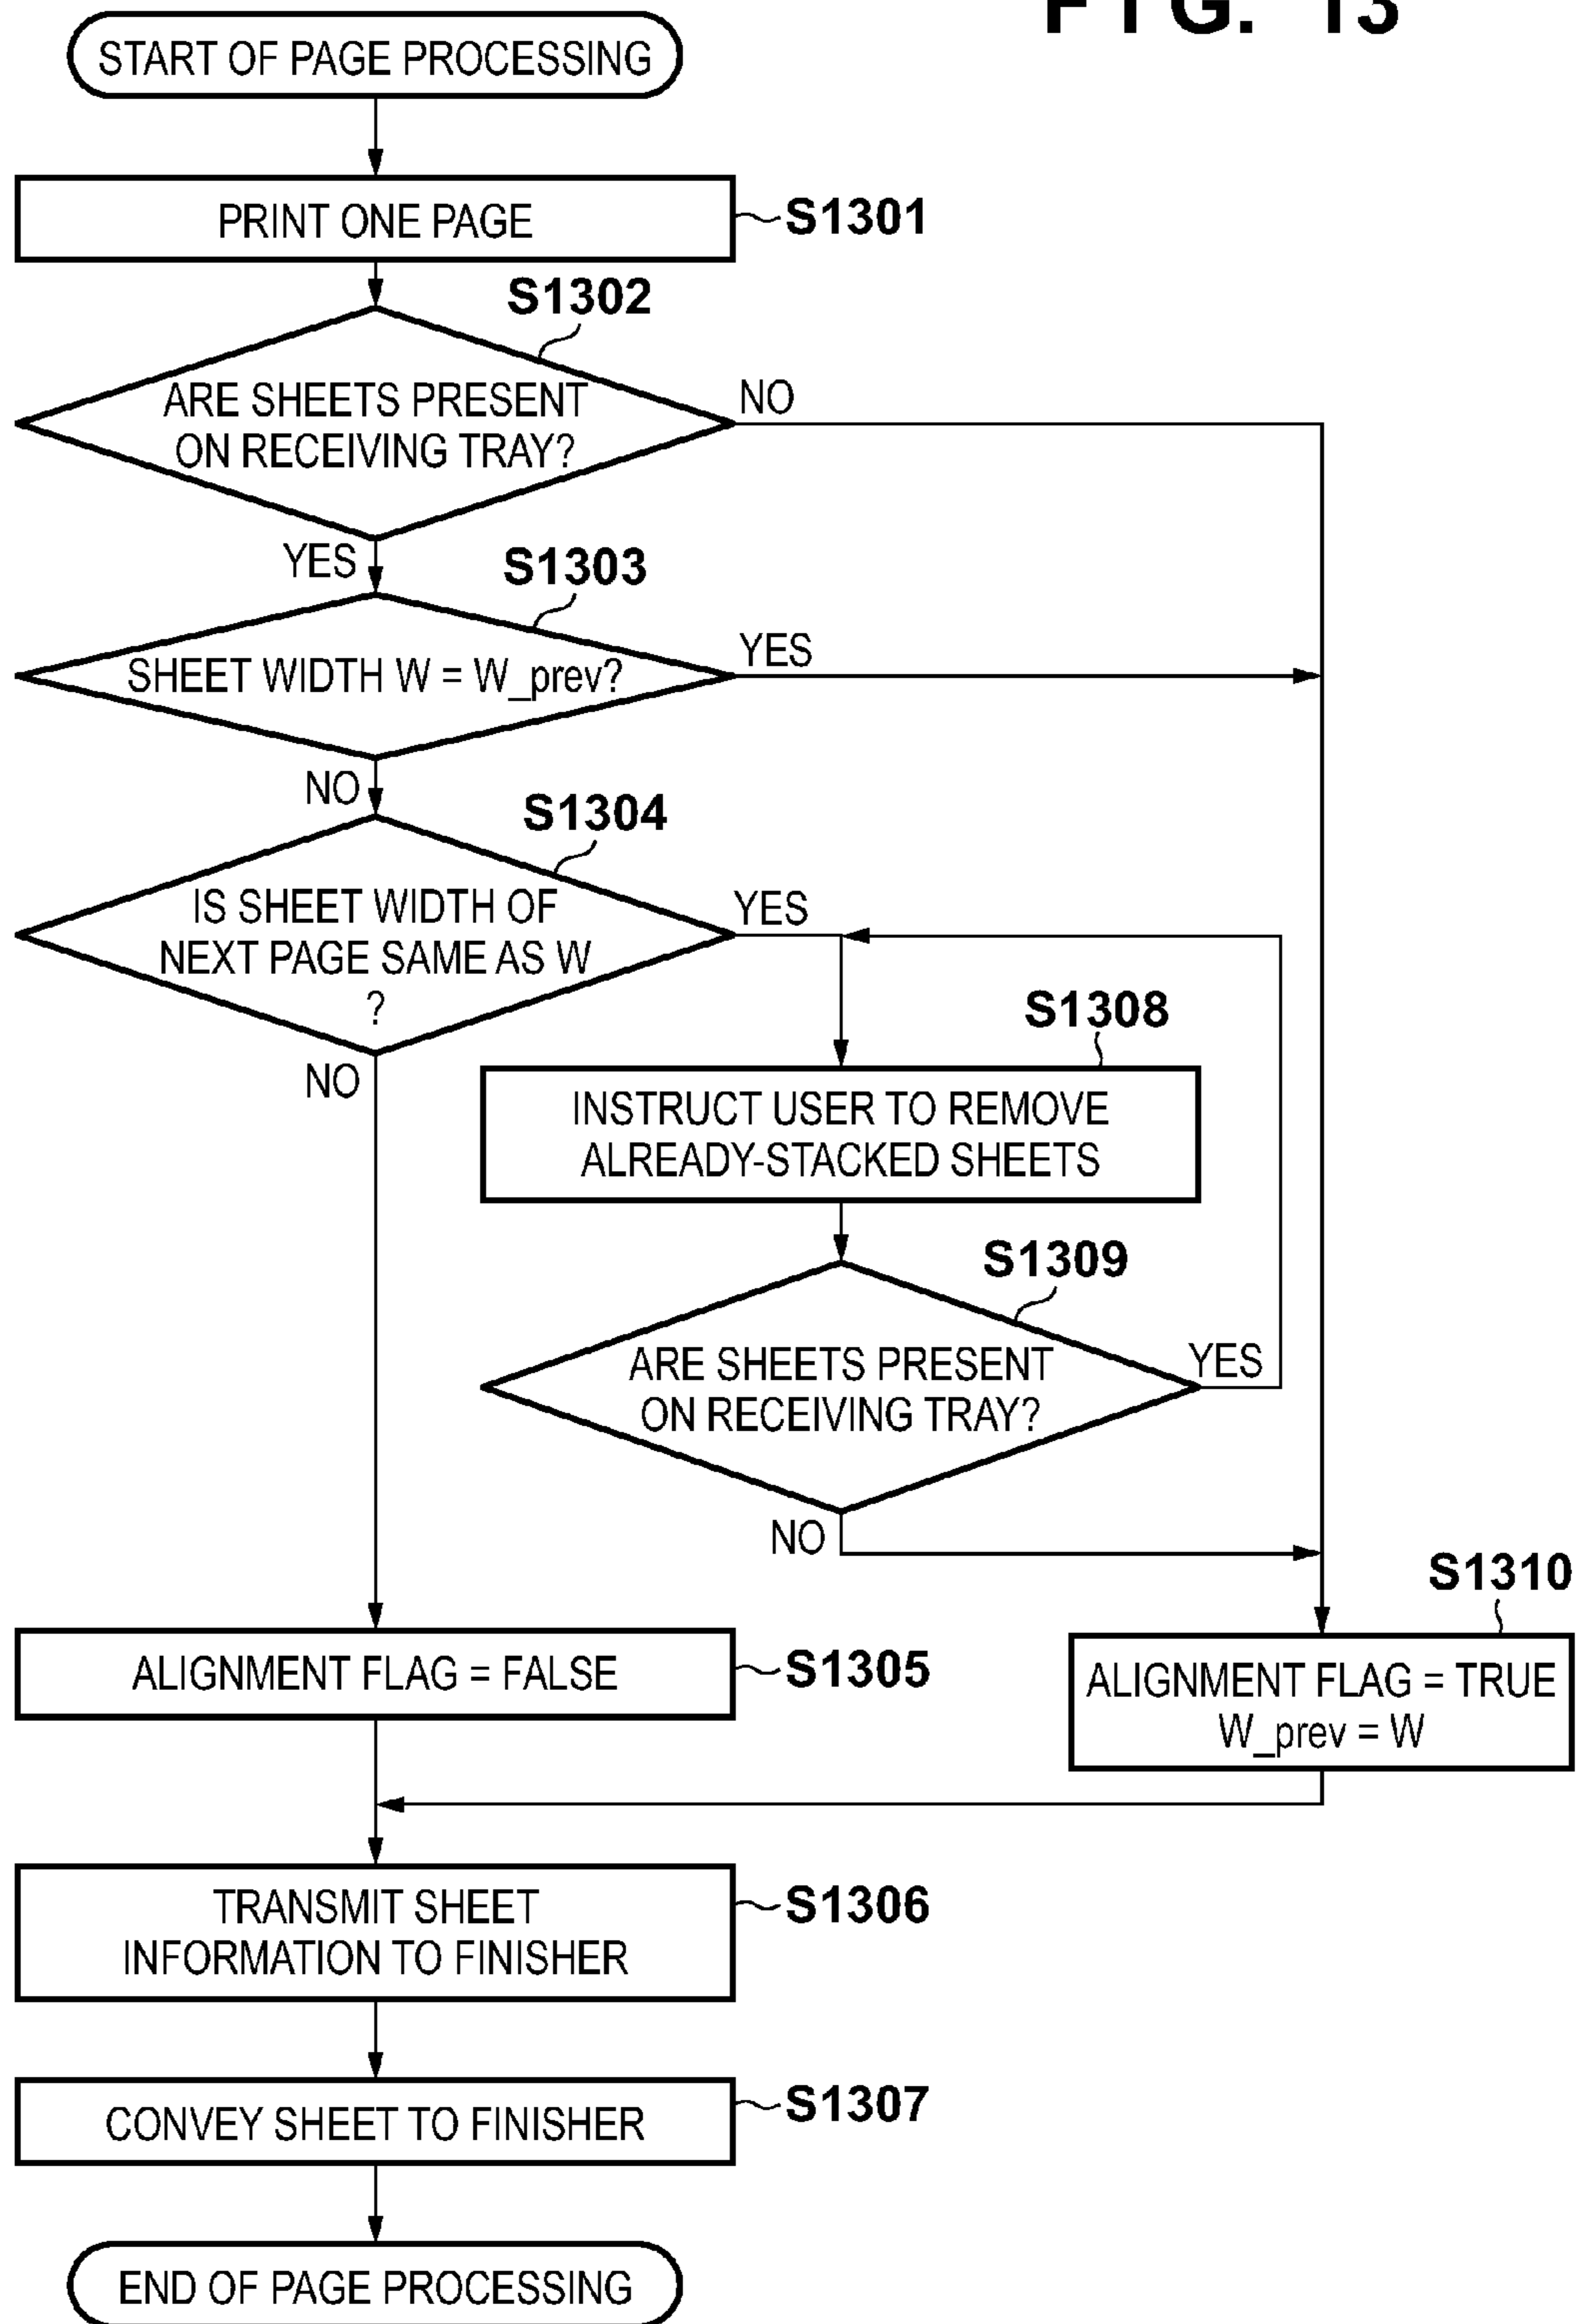 FIG. 13
START OF PAGE PROCESSING
PRINT ONE PAGE
S1301
S1302
ARE SHEETS PRESENT
ON RECEIVING TRAY?
NO
YES
S1303
SHEET WIDTH W = W_prev?
YES
NO
S1304
IS SHEET WIDTH OF
NEXT PAGE SAME AS W
?
YES
NO
S1308
INSTRUCT USER TO REMOVE
ALREADY-STACKED SHEETS
S1309
ARE SHEETS PRESENT
ON RECEIVING TRAY?
YES
NO
S1310
ALIGNMENT FLAG = TRUE
W_prev = W
ALIGNMENT FLAG = FALSE
S1305
TRANSMIT SHEET
INFORMATION TO FINISHER
S1306
CONVEY SHEET TO FINISHER
S1307
END OF PAGE PROCESSING